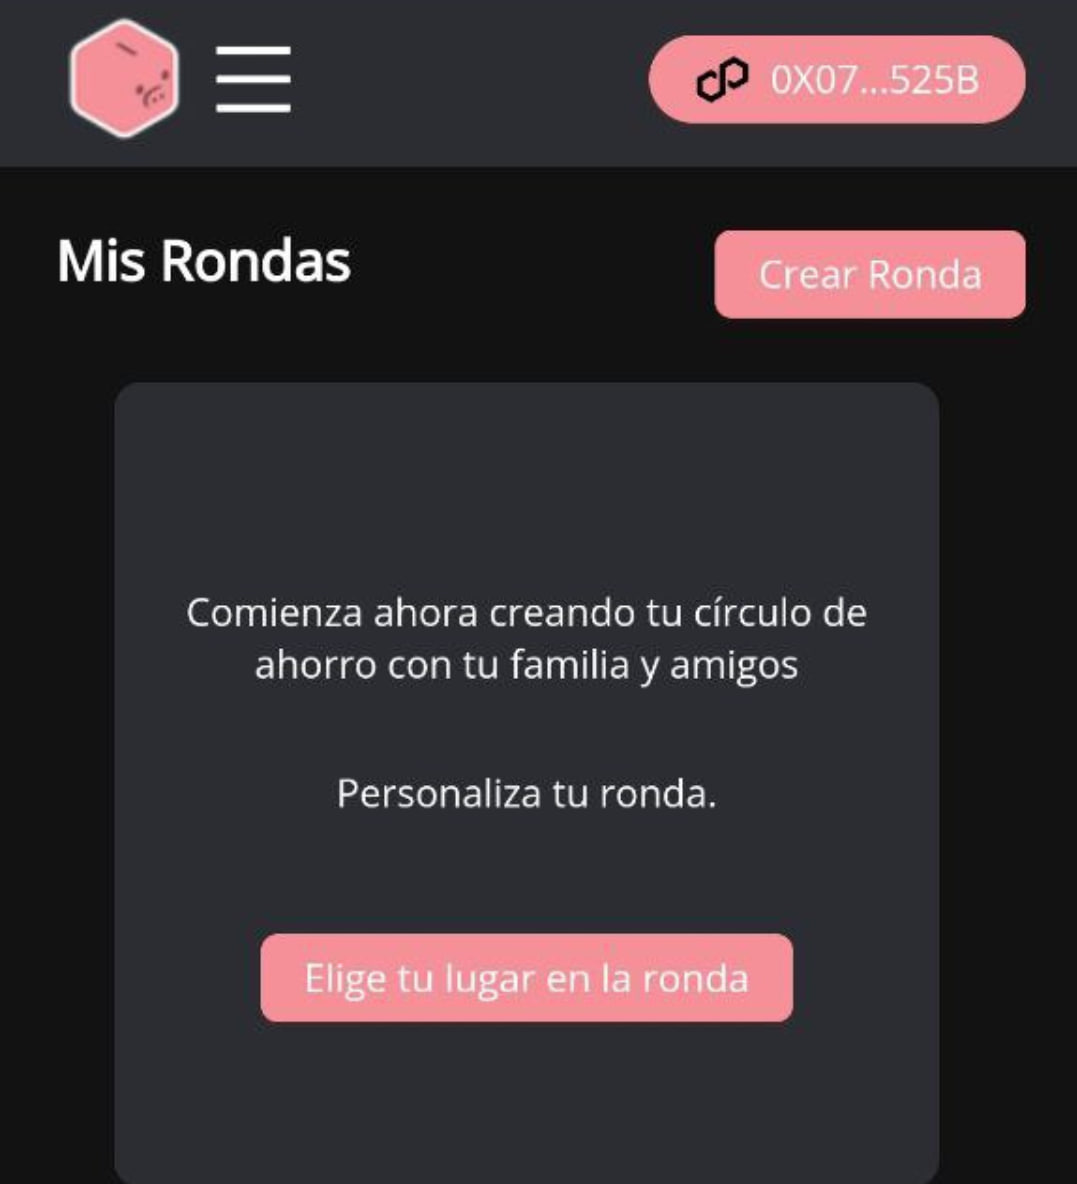 0X07...525B
Mis Rondas
Crear Ronda
Comienza ahora creando tu círculo de
ahorro con tu familia y amigos
Personaliza tu ronda.
Elige tu lugar en la ronda